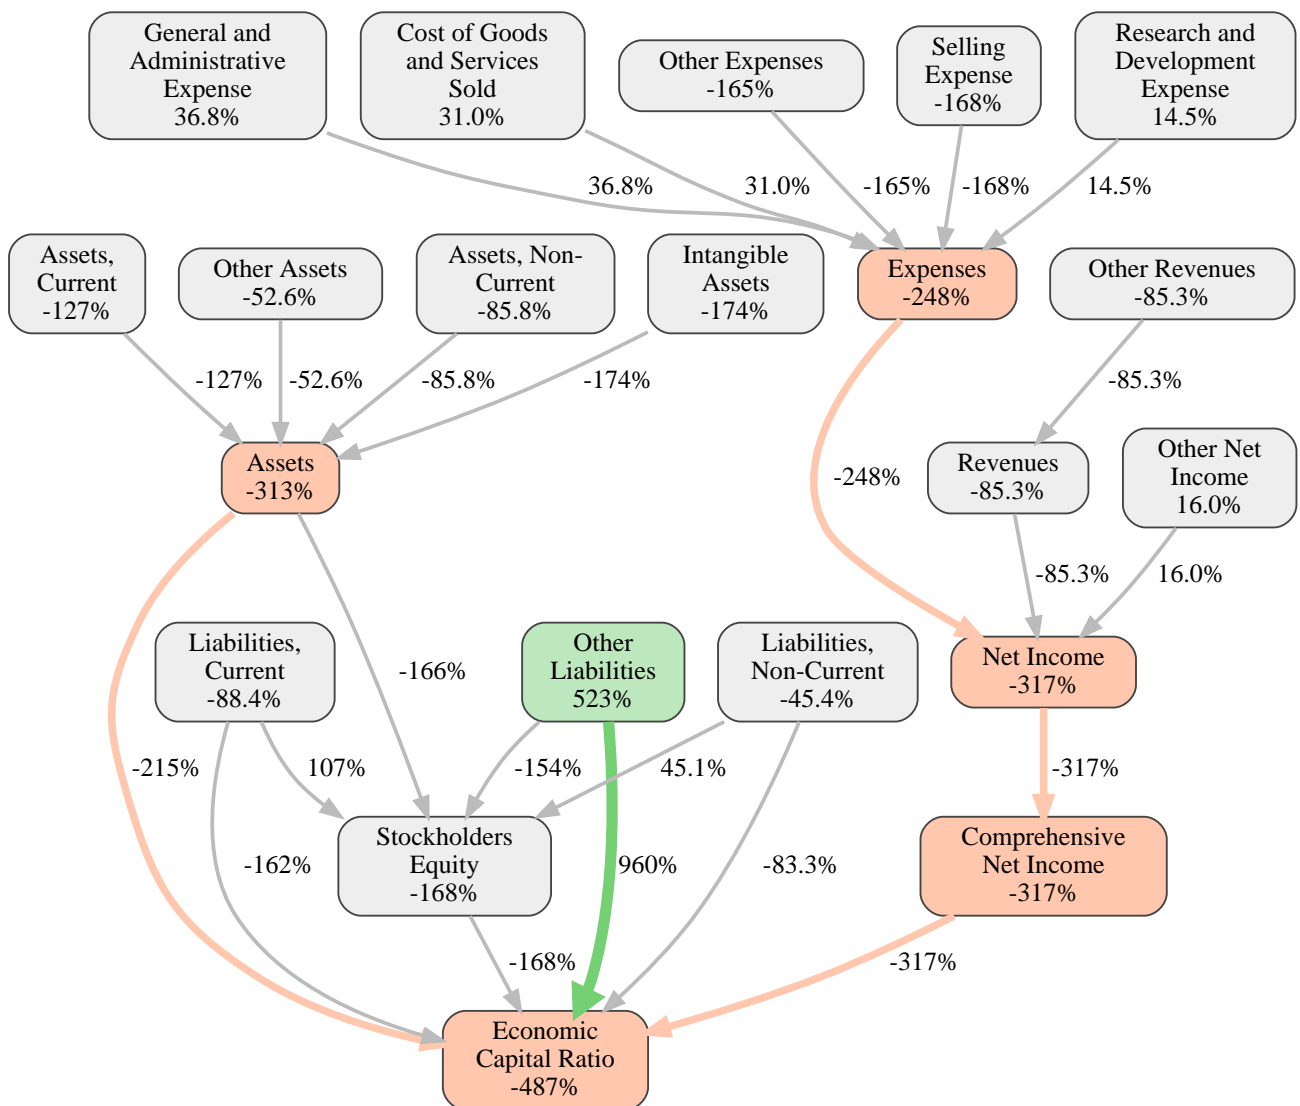 General and
Administrative
Expense
36.8%
Cost of Goods
and Services
Sold
31.0%
Other Expenses
-165%
Selling
Expense
-168%
Research and
Development
Expense
14.5%
36.8%
31.0%
-165%
-168%
14.5%
Assets,
Current
-127%
Other Assets
-52.6%
Assets, Non-
Current
-85.8%
Intangible
Assets
-174%
Expenses
-248%
Other Revenues
-85.3%
-127%
-52.6%
-85.8%
-174%
-85.3%
Assets
-313%
-248%
Revenues
-85.3%
Other Net
Income
16.0%
-85.3%
16.0%
Liabilities,
Current
-88.4%
-166%
Other
Liabilities
523%
Liabilities,
Non-Current
-45.4%
Net Income
-317%
-215%
107%
-154%
45.1%
-317%
Stockholders
Equity
-168%
-162%
960%
-83.3%
Comprehensive
Net Income
-317%
-168%
-317%
Economic
Capital Ratio
-487%